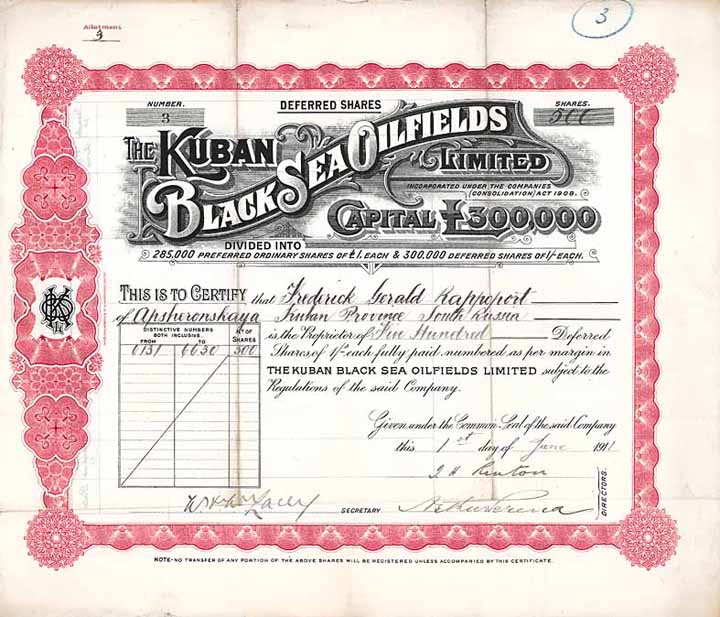 Allotment
3
3
NUMBER.
3
DEFERRED SHARES
SHARES.
500
THE KUBAN
BLACK SEA OILFIELDS
LIMITED
INCORPORATED UNDER THE COMPANIES
(CONSOLIDATION) ACT 1908.
CAPITAL £300,000
DIVIDED INTO
285,000 PREFERRED ORDINARY SHARES OF £1. EACH & 300,000 DEFERRED SHARES OF 1/- EACH.
THIS IS TO CERTIFY that Frederick Gerald Rappoport
of Apsheronskaya Kuban Province South Russia
is the Proprietor of Five Hundred Deferred
Shares of 1/- each fully paid, numbered as per margin in
THE KUBAN BLACK SEA OILFIELDS LIMITED subject to the
Regulations of the said Company.
DISTINCTIVE NUMBERS
BOTH INCLUSIVE.
FROM TO
Nº OF
SHARES
6131 6630 500
Given under the Common Seal of the said Company
this 1st day of June 1911
SECRETARY
DIRECTORS.
NOTE-NO TRANSFER OF ANY PORTION OF THE ABOVE SHARES WILL BE REGISTERED UNLESS ACCOMPANIED BY THIS CERTIFICATE.